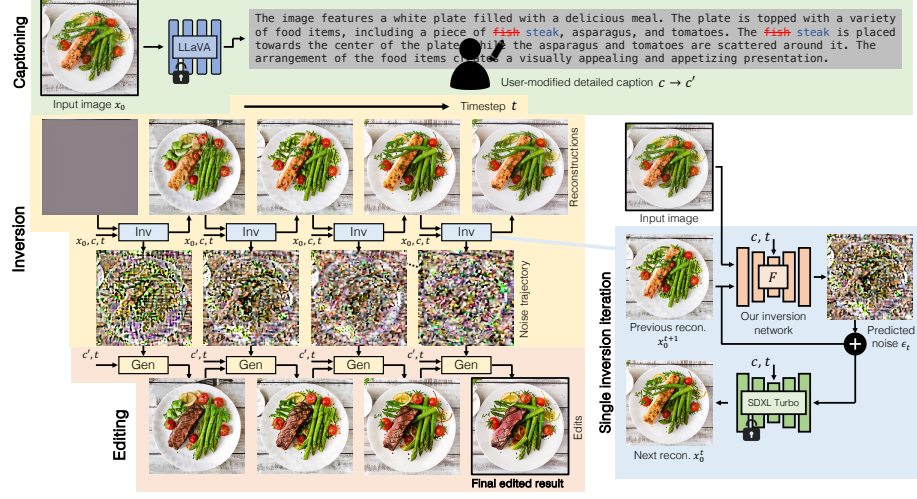 Captioning
LLaVA
The image features a white plate filled with a delicious meal. The plate is topped with a variety
of food items, including a piece of fish steak, asparagus, and tomatoes. The fish steak is placed
towards the center of the plate, while the asparagus and tomatoes are scattered around it. The
arrangement of the food items creates a visually appealing and appetizing presentation.
Input image x₀
User-modified detailed caption c → c′
Timestep t
Inversion
Reconstructions
Inv
Inv
Inv
Inv
x₀, c, t
x₀, c, t
x₀, c, t
x₀, c, t
Noise trajectory
c′, t
c′, t
c′, t
c′, t
Gen
Gen
Gen
Gen
Editing
Edits
Final edited result
Single inversion iteration
Input image
c, t
F
Previous recon.
x₀ᵗ⁺¹
Our inversion
network
Predicted
noise ϵₜ
+
c, t
SDXL Turbo
Next recon. x₀ᵗ